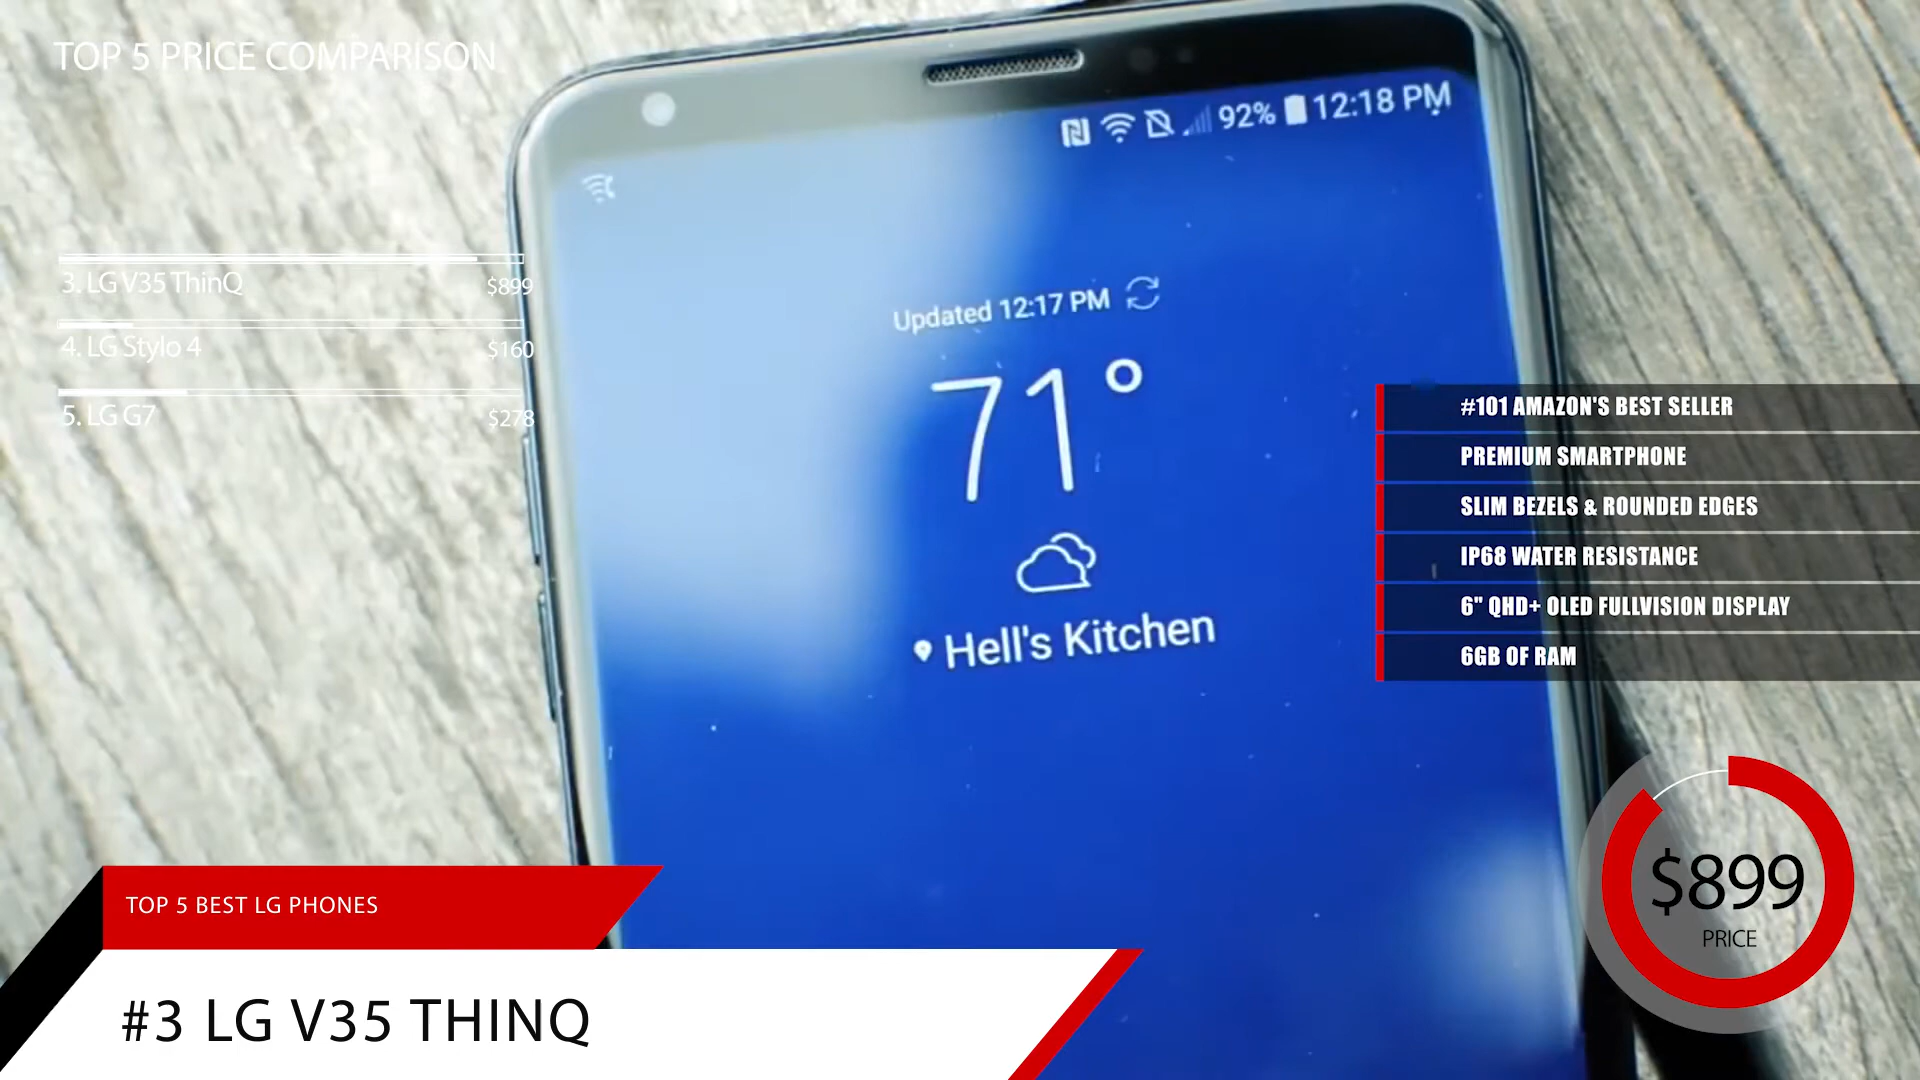 TOP 5 PRICE COMPARISON
92% 12:18 PM
3. LG V35 ThinQ $899
4. LG Stylo 4 $160
5. LG G7 $278
Updated 12:17 PM
71°
Hell's Kitchen
#101 AMAZON'S BEST SELLER
PREMIUM SMARTPHONE
SLIM BEZELS & ROUNDED EDGES
IP68 WATER RESISTANCE
6" QHD+ OLED FULLVISION DISPLAY
6GB OF RAM
$899
PRICE
TOP 5 BEST LG PHONES
#3 LG V35 THINQ